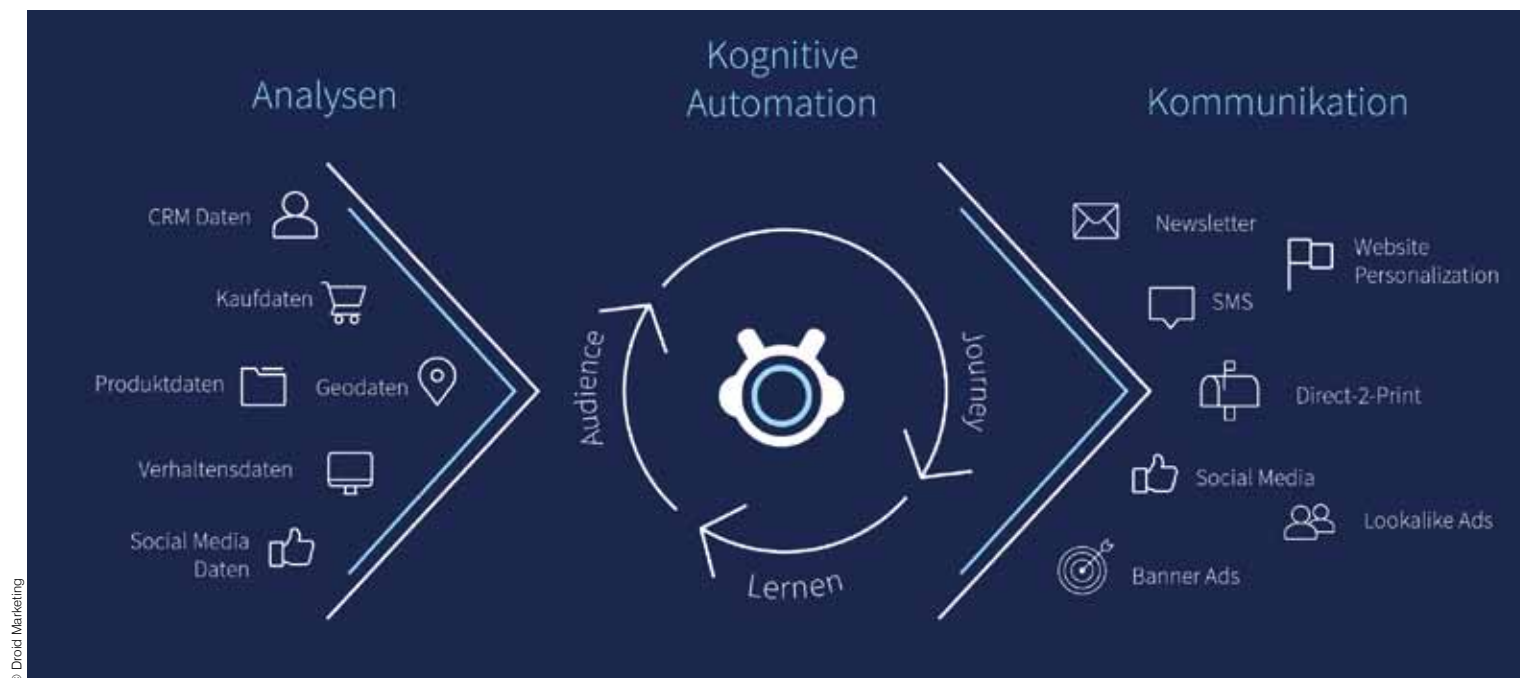 Analysen
Kognitive
Automation
Kommunikation
CRM Daten
Kaufdaten
Produktdaten
Geodaten
Verhaltensdaten
Social Media
Daten
Audience
Journey
Lernen
Newsletter
Website
Personalization
SMS
Direct-2-Print
Social Media
Lookalike Ads
Banner Ads
© Droid Marketing